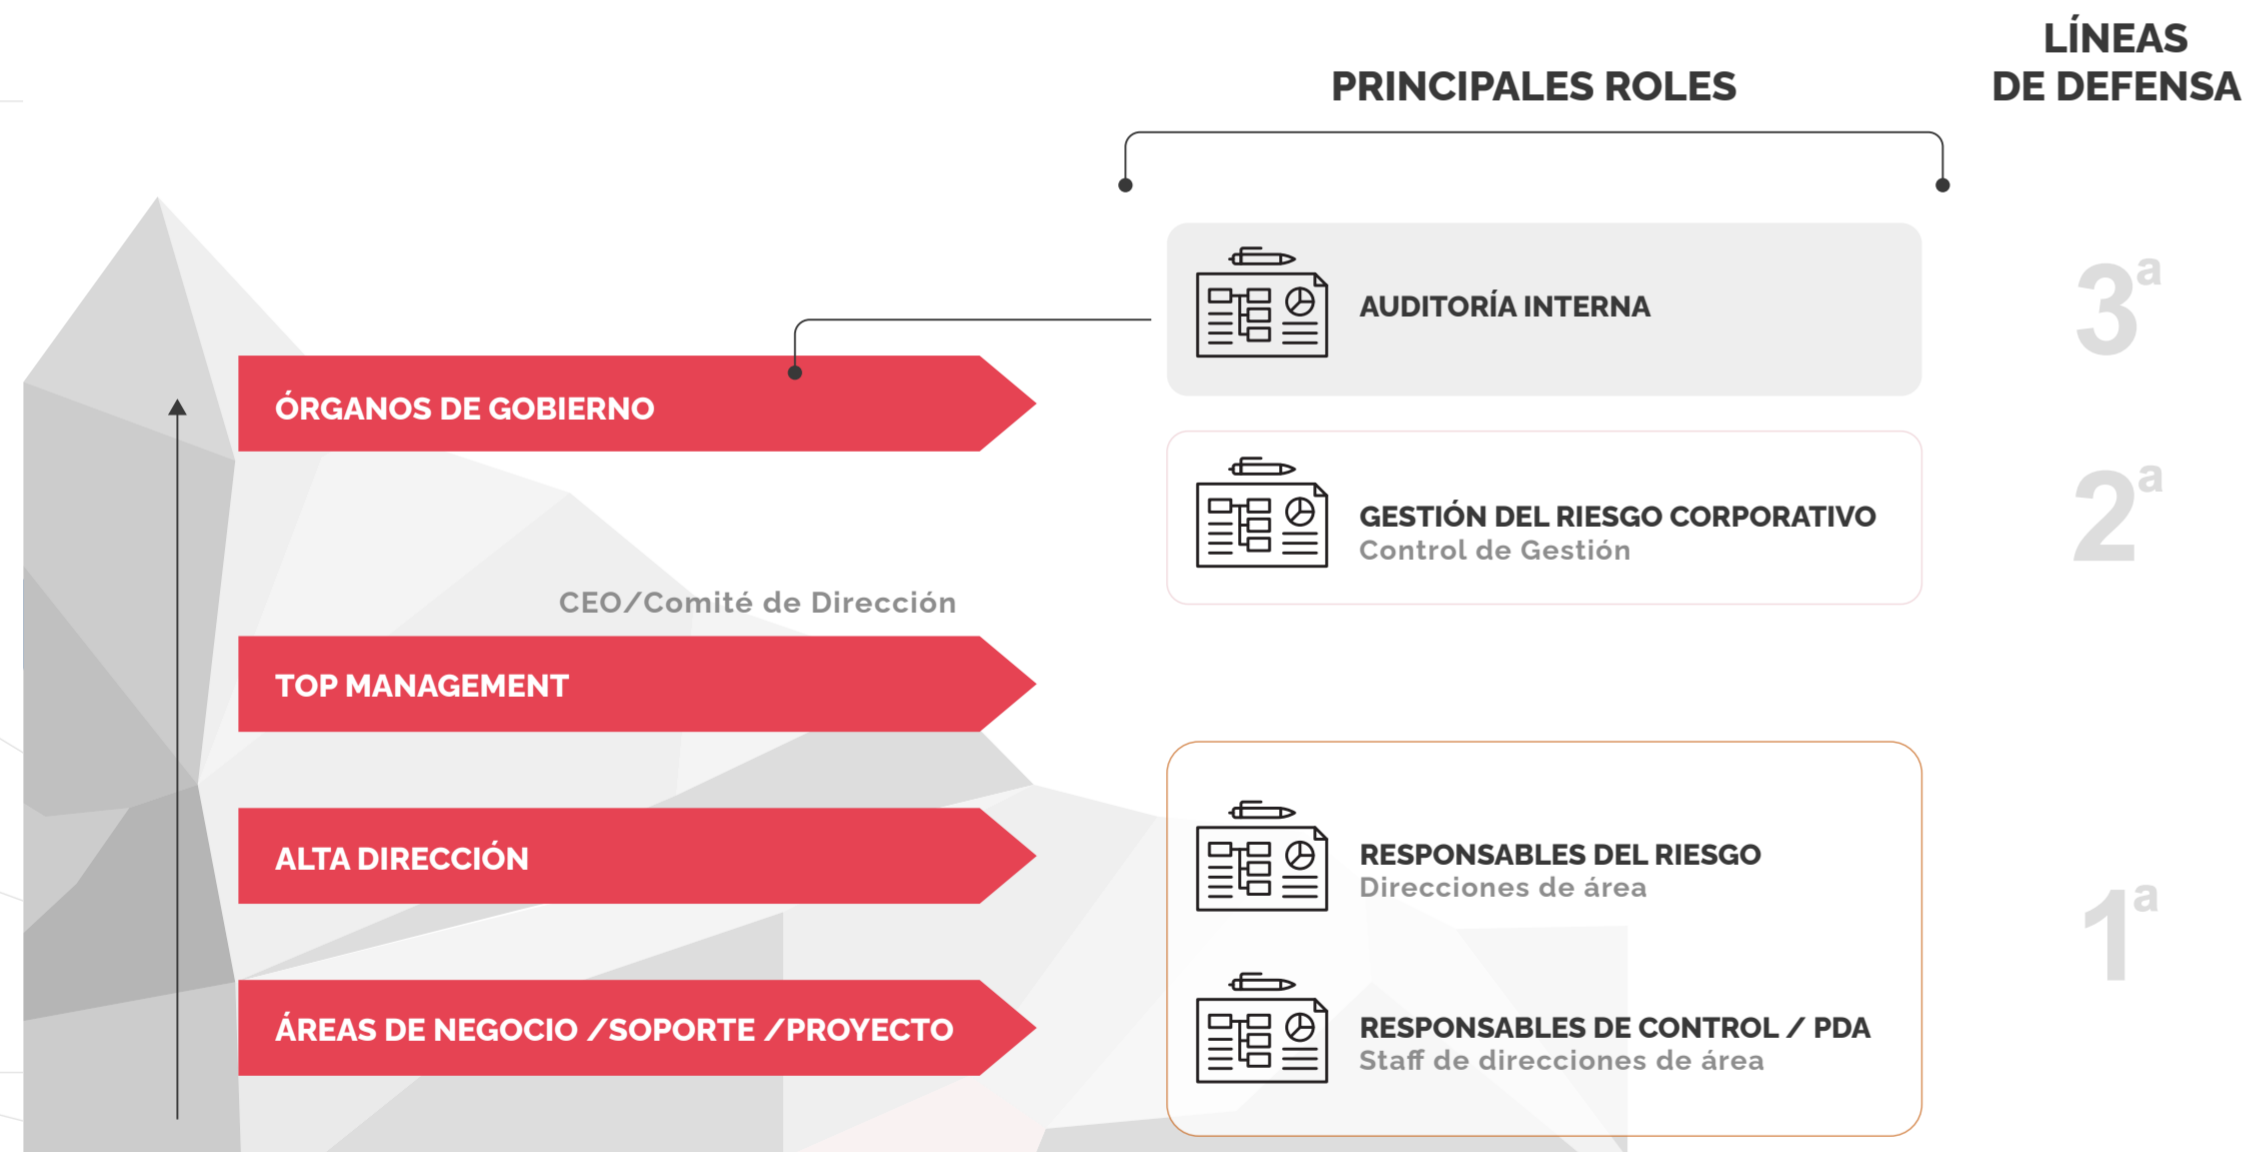 LÍNEAS
DE DEFENSA
PRINCIPALES ROLES
AUDITORÍA INTERNA
3ª
ÓRGANOS DE GOBIERNO
GESTIÓN DEL RIESGO CORPORATIVO
Control de Gestión
2ª
CEO/Comité de Dirección
TOP MANAGEMENT
ALTA DIRECCIÓN
RESPONSABLES DEL RIESGO
Direcciones de área
1ª
ÁREAS DE NEGOCIO /SOPORTE /PROYECTO
RESPONSABLES DE CONTROL / PDA
Staff de direcciones de área